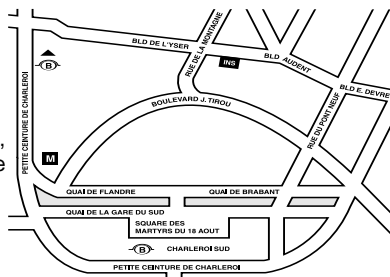 BLD DE L'YSER
RUE DE LA MONTAGNE
INS
BLD AUDENT
BLD E. DEVRE
B
PETITE CEINTURE DE CHARLEROI
BOULEVARD J. TIROU
RUE DU PONT NEUF
M
QUAI DE FLANDRE
QUAI DE BRABANT
QUAI DE LA GARE DU SUD
SQUARE DES
MARTYRS DU 18 AOUT
B
CHARLEROI SUD
PETITE CEINTURE DE CHARLEROI